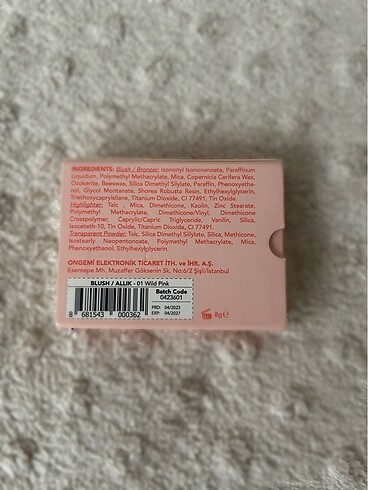 INGREDIENTS: Blush / Bronzer: Isononyl Isononanoate, Paraffinum
Liquidum, Polymethyl Methacrylate, Mica, Copernicia Cerifera Wax,
Ozokerite, Beeswax, Silica Dimethyl Silylate, Paraffin, Phenoxyetha-
nol, Glycol Montanate, Shorea Robusta Resin, Ethylhexylglycerin,
Triethoxycaprylylsilane, Titanium Dioxide, CI 77491, Tin Oxide.
Highlighter: Talc, Mica, Dimethicone, Kaolin, Zinc Stearate,
Polymethyl Methacrylate, Dimethicone/Vinyl, Dimethicone
Crosspolymer, Caprylic/Capric Triglyceride, Vanillin, Silica,
Isoceteth-10, Tin Oxide, Titanium Dioxide, CI 77491.
Transparent Powder: Talc, Silica Dimethyl Silylate, Silica, Methicone,
Isostearyl Neopentonoate, Polymethyl Methacrylate, Mica,
Phenoxyethanol, Ethylhexylglycerin.
ONGEMİ ELEKTRONİK TİCARET İTH. ve İHR. A.Ş.
Esentepe Mh. Muzaffer Göksenin Sk. No:6/2 Şişli/İstanbul
BLUSH / ALLIK - 01 Wild Pink
Batch Code
0423601
PRD: 04/2023
EXP: 04/2027
8 681543 000362
8g e